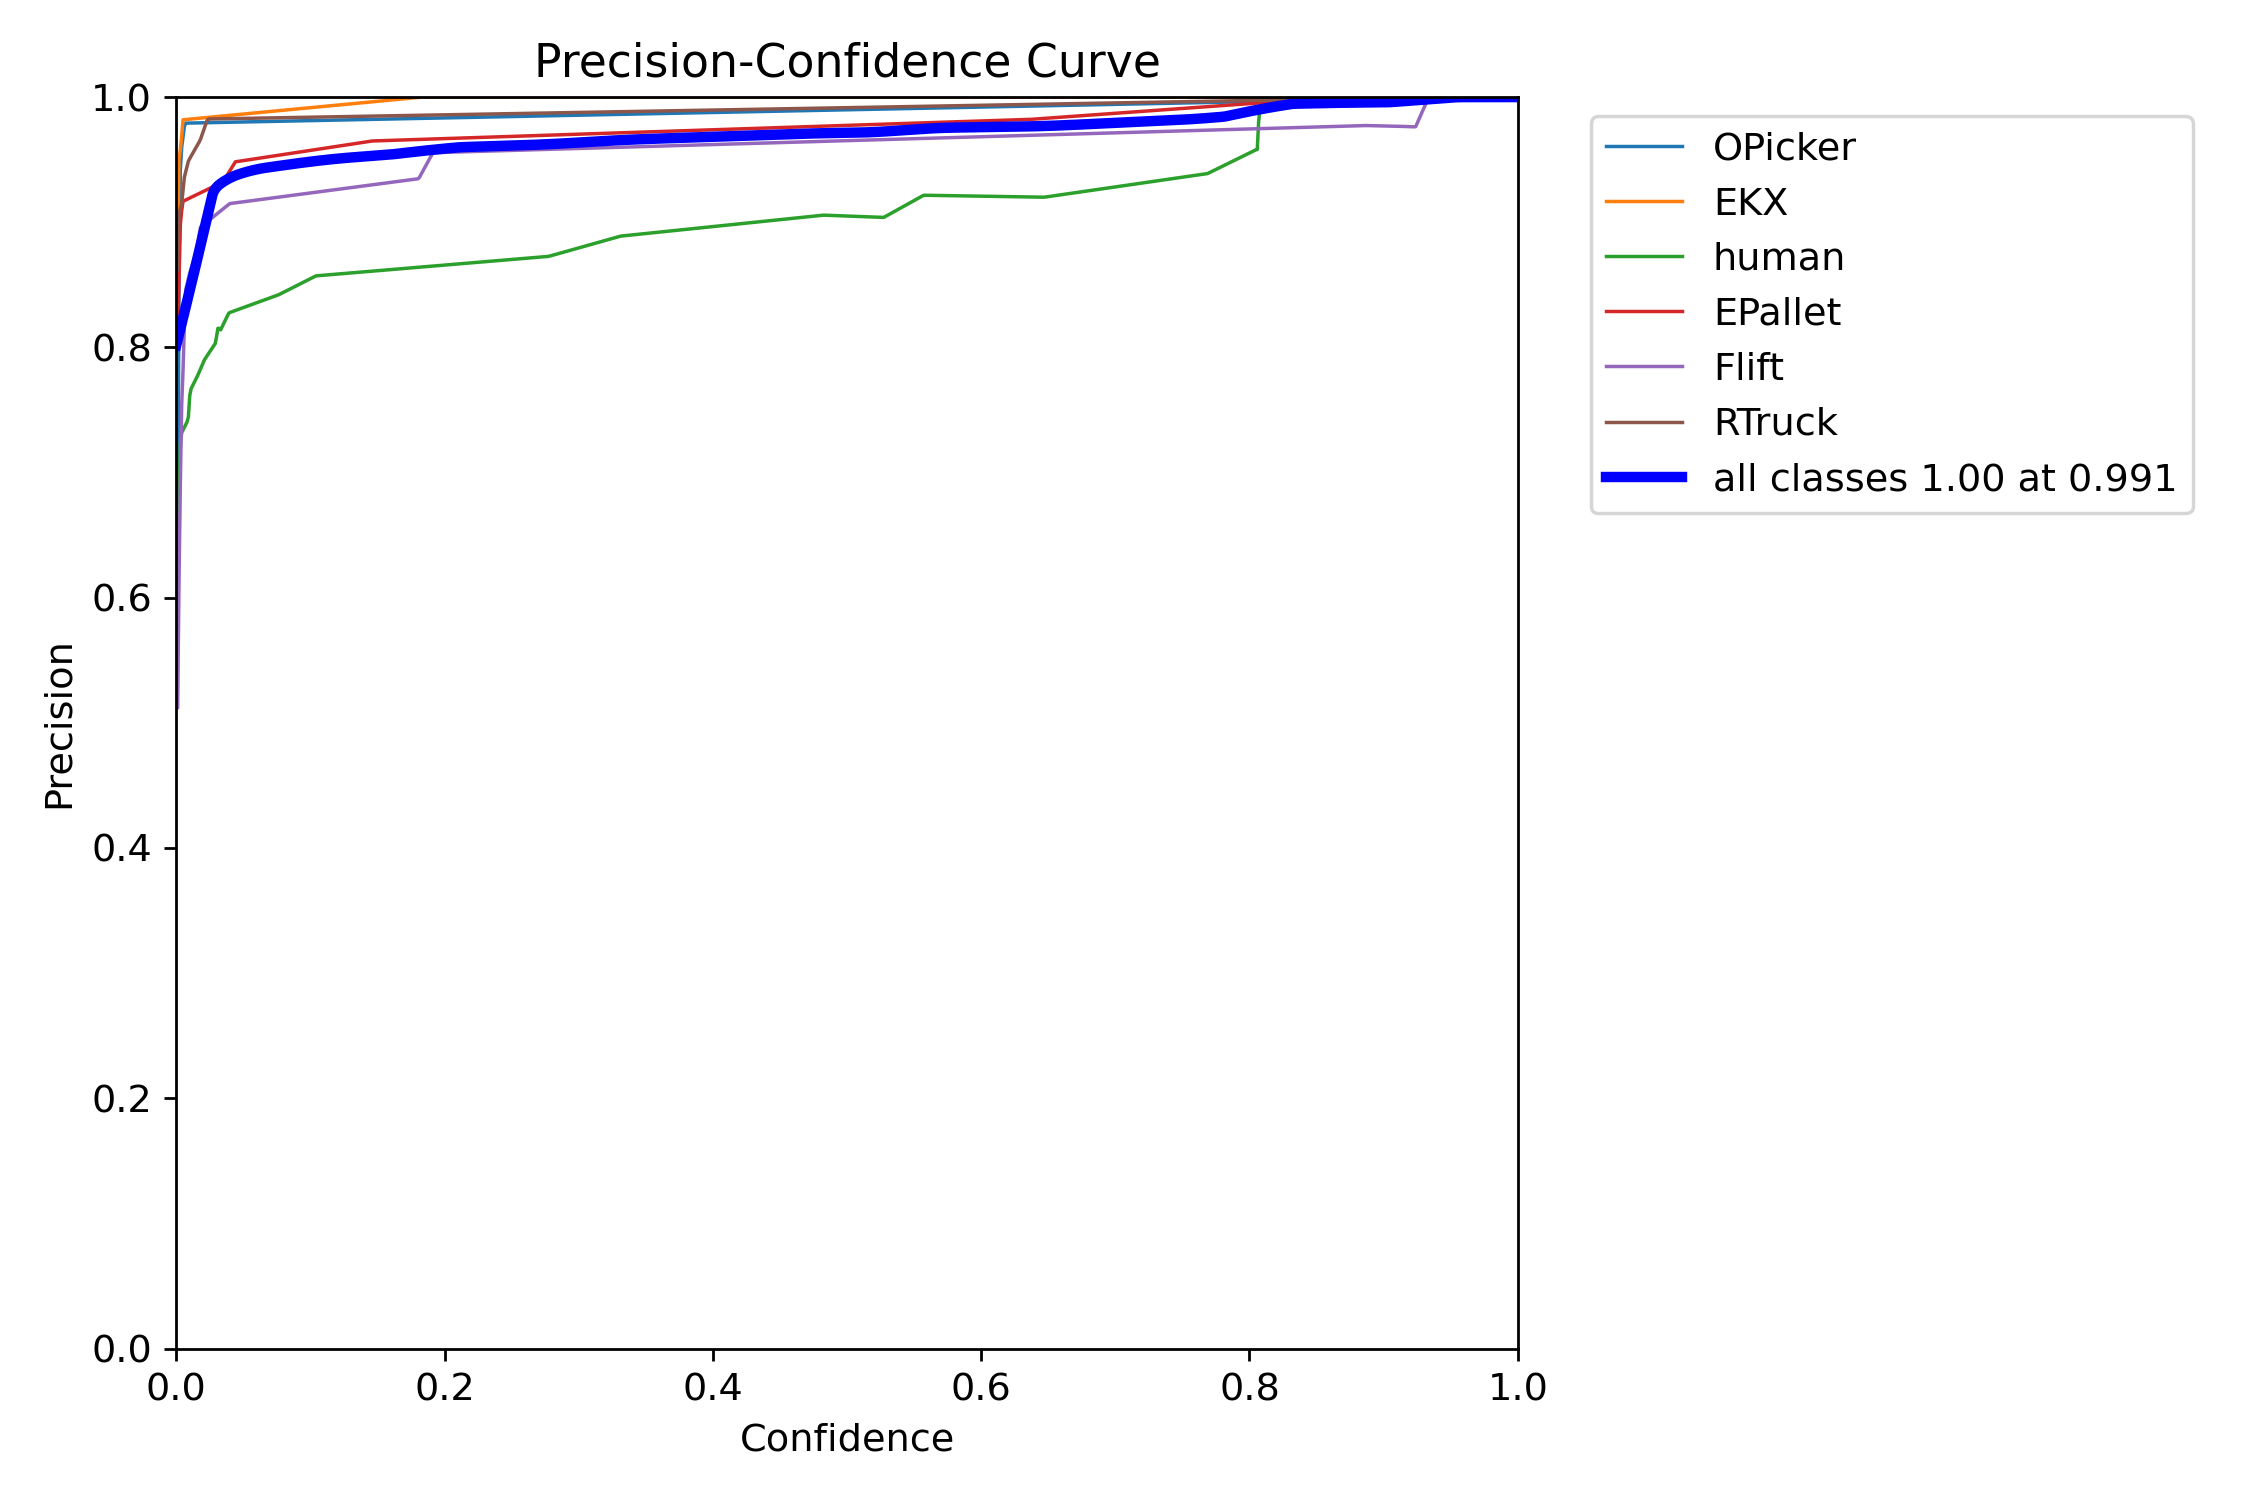 Precision-Confidence Curve
1.0
0.8
0.6
0.4
0.2
0.0
Precision
0.0 0.2 0.4 0.6 0.8 1.0
Confidence
OPicker
EKX
human
EPallet
Flift
RTruck
all classes 1.00 at 0.991